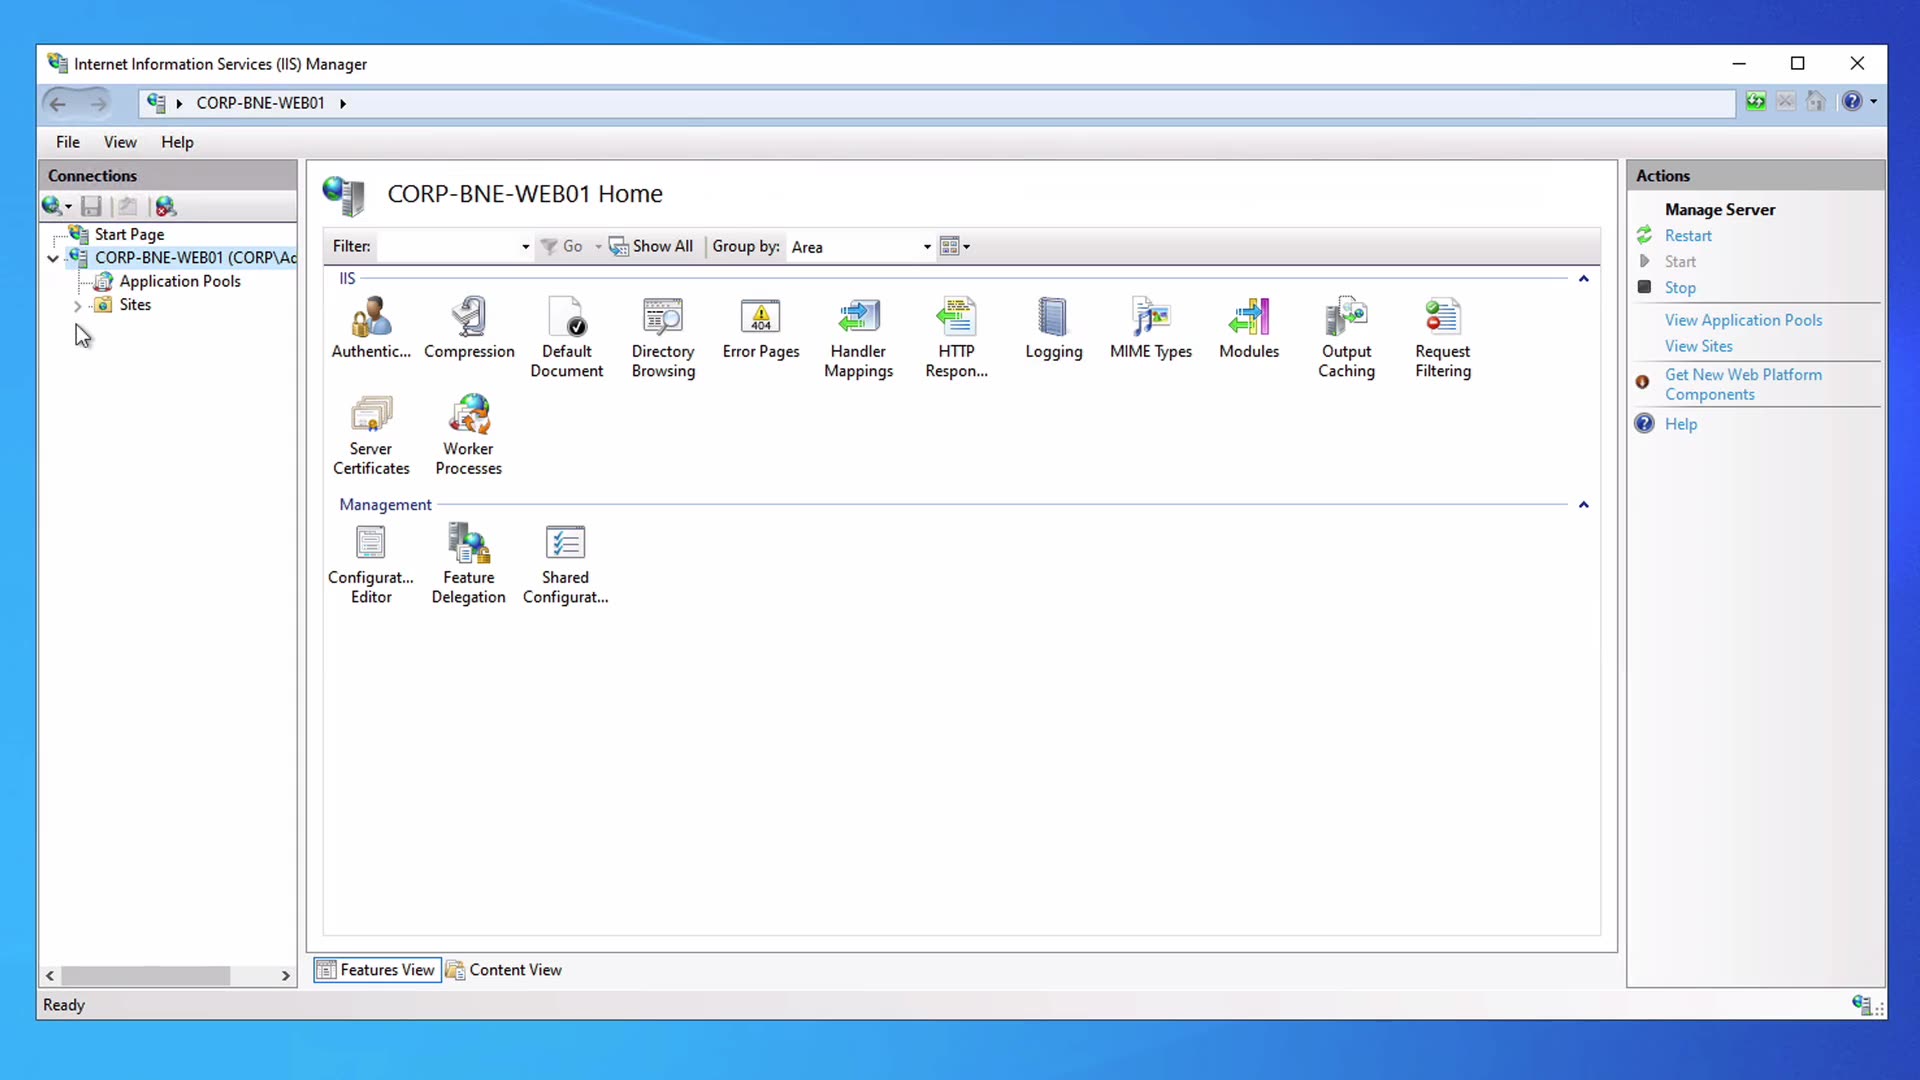 Internet Information Services (IIS) Manager
CORP-BNE-WEB01
File View Help
Connections
Start Page
CORP-BNE-WEB01 (CORP\Ac
Application Pools
Sites
CORP-BNE-WEB01 Home
Filter: Go Show All Group by: Area
IIS
Authentic...
Compression
Default
Document
Directory
Browsing
Error Pages
Handler
Mappings
HTTP
Respon...
Logging
MIME Types
Modules
Output
Caching
Request
Filtering
Server
Certificates
Worker
Processes
Management
Configurat...
Editor
Feature
Delegation
Shared
Configurat...
Features View
Content View
Actions
Manage Server
Restart
Start
Stop
View Application Pools
View Sites
Get New Web Platform
Components
Help
Ready
404